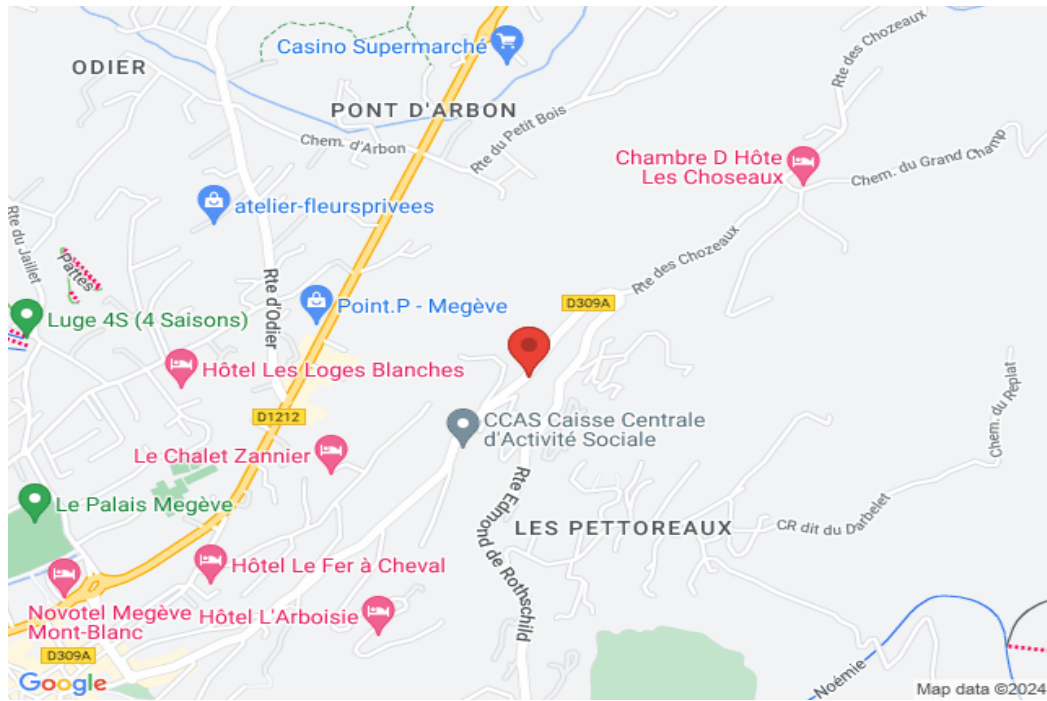 Casino Supermarché
Rte des Chozeaux
ODIER
PONT D'ARBON
Chem. d'Arbon
Rte du Petit Bois
Chambre D Hôte
Les Choseaux
Chem. du Grand Champ
atelier-fleursprivees
Rte du Jaillet
Pattes
Rte d'Odier
Rte des Chozeaux
Point.P - Megève
D309A
Luge 4S (4 Saisons)
Hôtel Les Loges Blanches
D1212
CCAS Caisse Centrale
d'Activité Sociale
Chem. du Replat
Le Chalet Zannier
Le Palais Megève
Rte Edmond de Rothschild
LES PETTOREAUX
CR dit du Darbelet
Hôtel Le Fer à Cheval
Novotel Megève
Mont-Blanc
Hôtel L'Arboisie
D309A
Noémie
Google
Map data ©2024